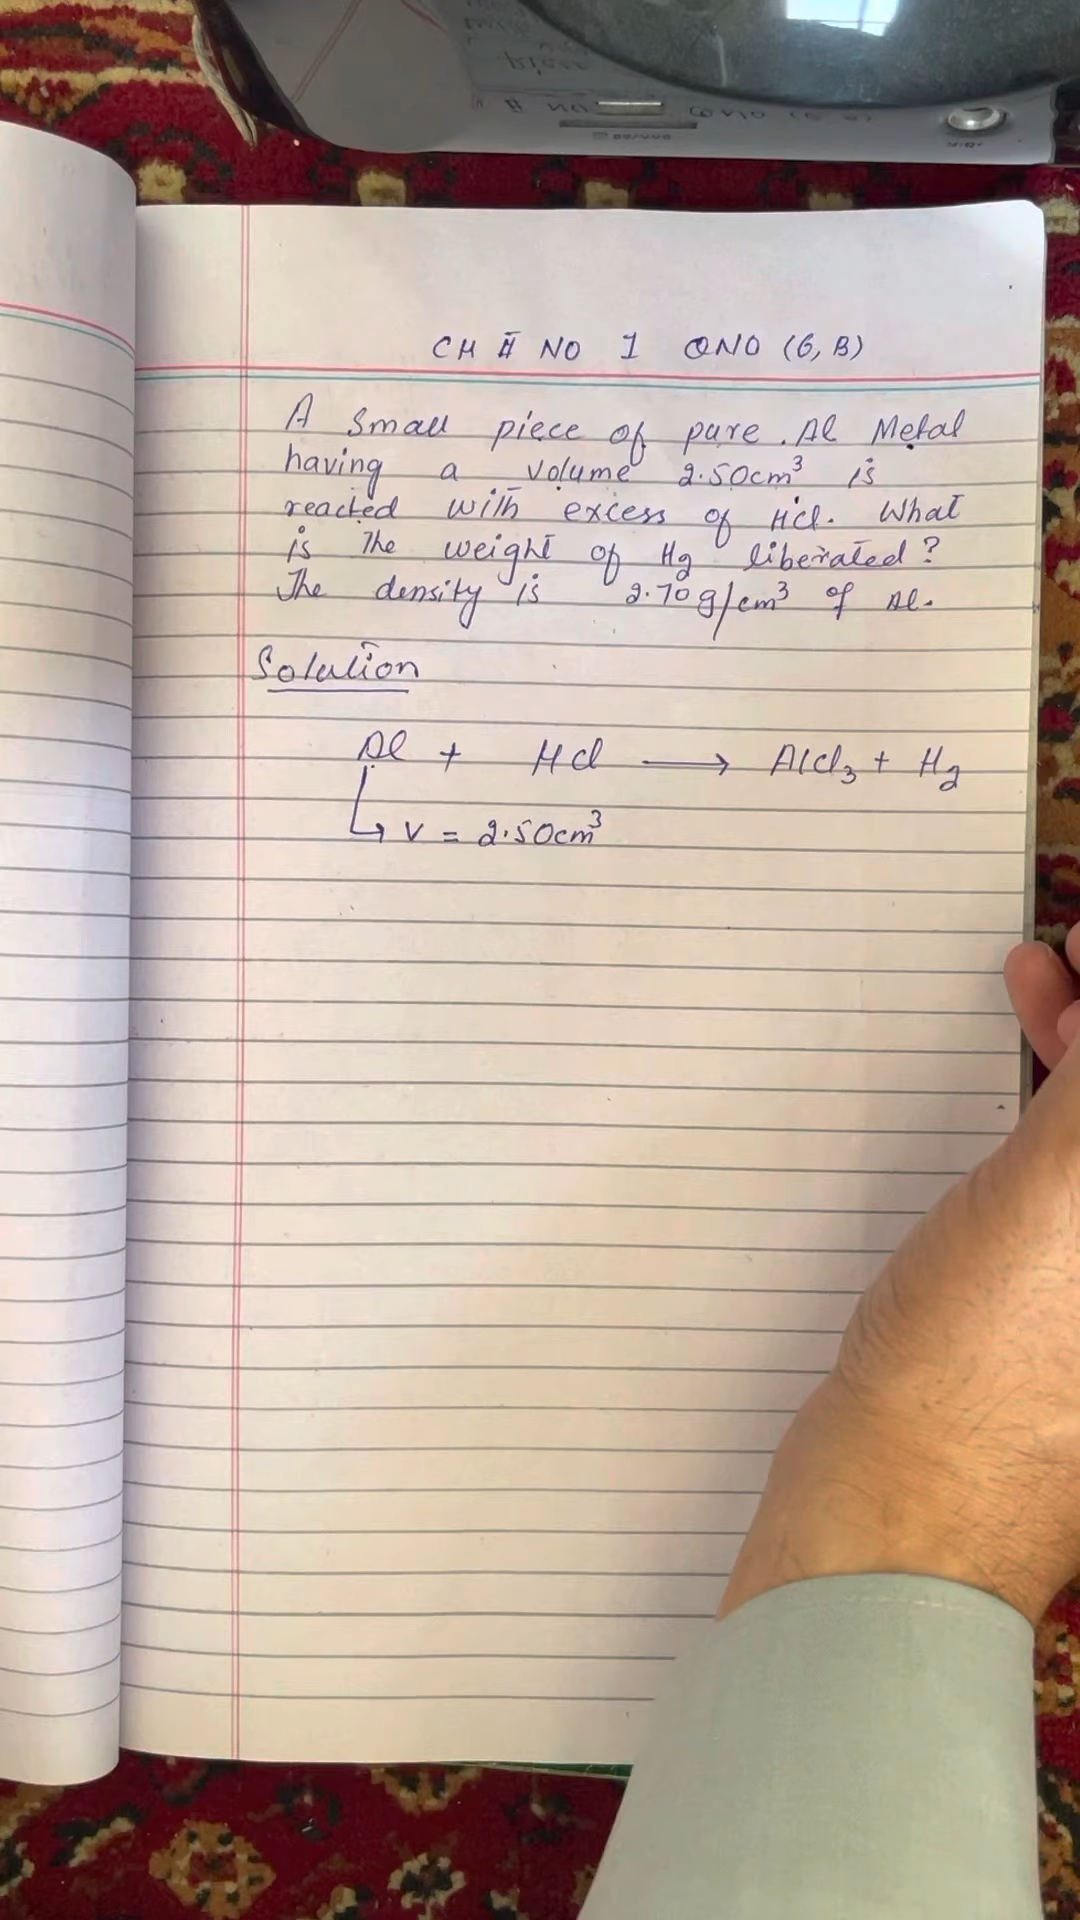 CH # NO 1 QNO (6, B)
A small piece of pure Al Metal
having a volume 2.50cm³ is
reacted with excess of HCl. What
is the weight of H₂ liberated?
The density is 2.70g/cm³ of Al.
Solution
Al + HCl ⟶ AlCl₃ + H₂
↳ V = 2.50cm³